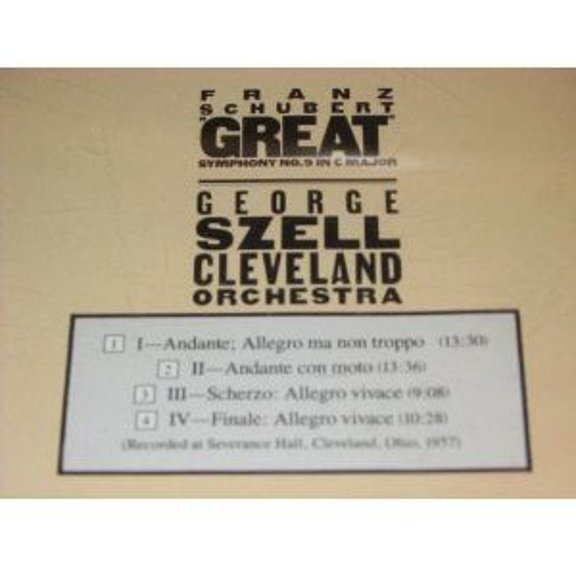 FRANZ
SCHUBERT
"GREAT"
SYMPHONY NO.9 IN C MAJOR
GEORGE
SZELL
CLEVELAND
ORCHESTRA
1 I—Andante; Allegro ma non troppo (13:30)
2 II—Andante con moto (13:36)
3 III—Scherzo: Allegro vivace (9:08)
4 IV—Finale: Allegro vivace (10:28)
(Recorded at Severance Hall, Cleveland, Ohio, 1957)